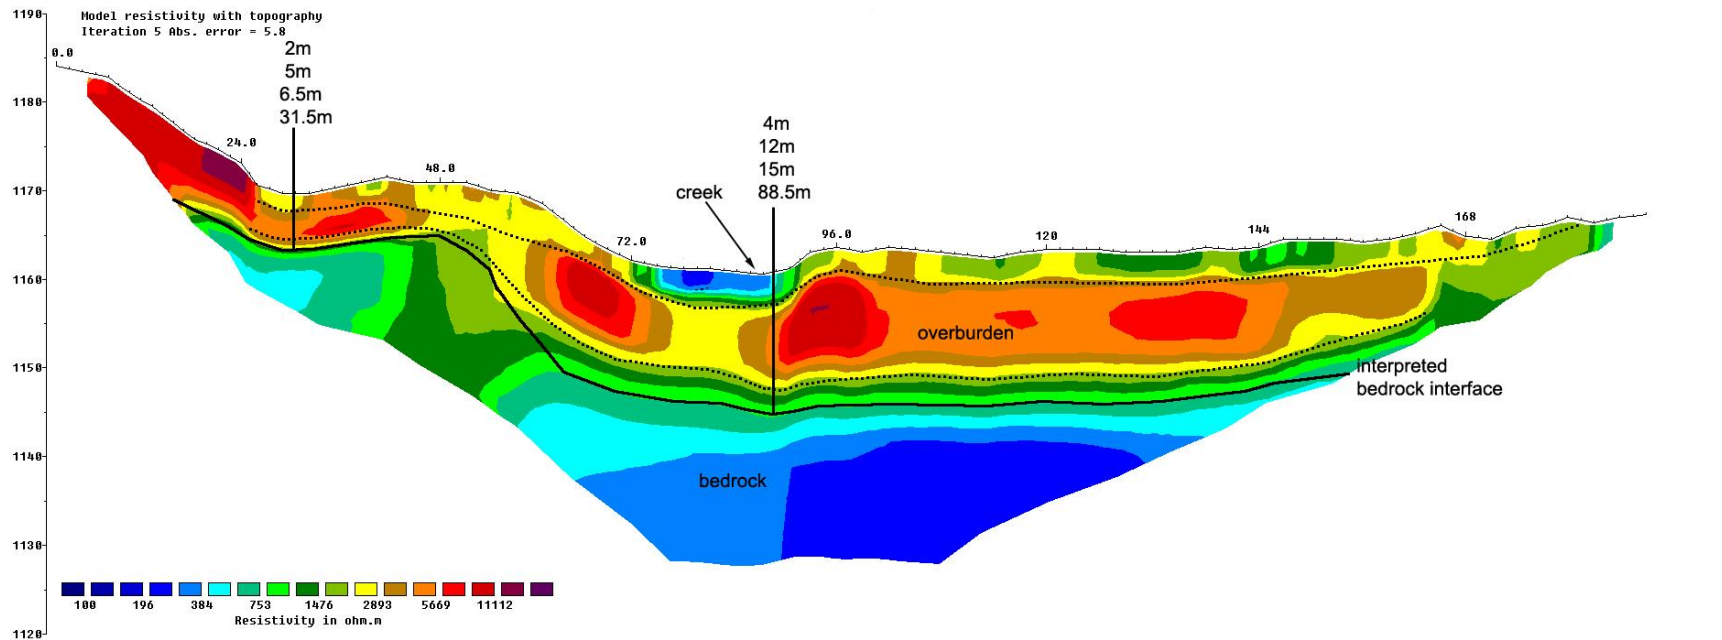 1190
Model resistivity with topography
Iteration 5 Abs. error = 5.8
0.0
2m
5m
6.5m
31.5m
1180
4m
12m
15m
88.5m
24.0
48.0
1170
creek
72.0
96.0
120
144
168
1160
overburden
1150
interpreted
bedrock interface
1140
bedrock
1130
100 196 384 753 1476 2893 5669 11112
Resistivity in ohm.m
1120